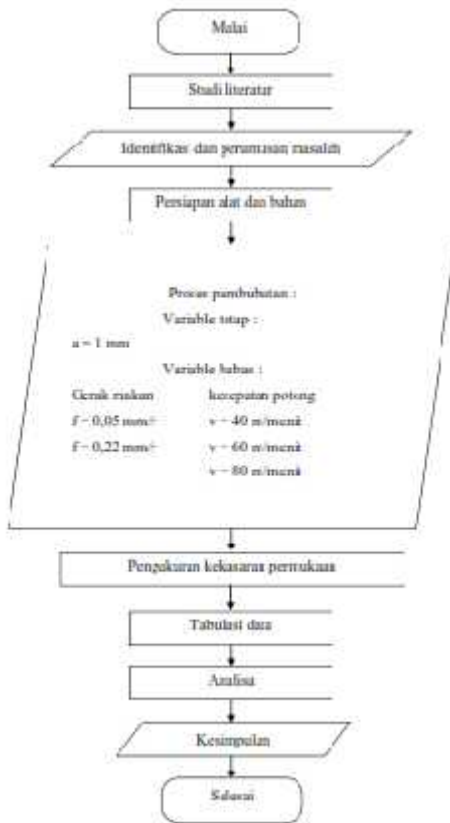 Mulai
Studi literatur
Identifikasi dan perumusan masalah
Persiapan alat dan bahan
Proses pembubutan :
Variable tetap :
a = 1 mm
Variable bebas :
Gerak makan kecepatan potong
f = 0,05 mm/r v = 40 m/menit
f = 0,22 mm/r v = 60 m/menit
v = 80 m/menit
Pengukuran kekasaran permukaan
Tabulasi data
Analisa
Kesimpulan
Selesai